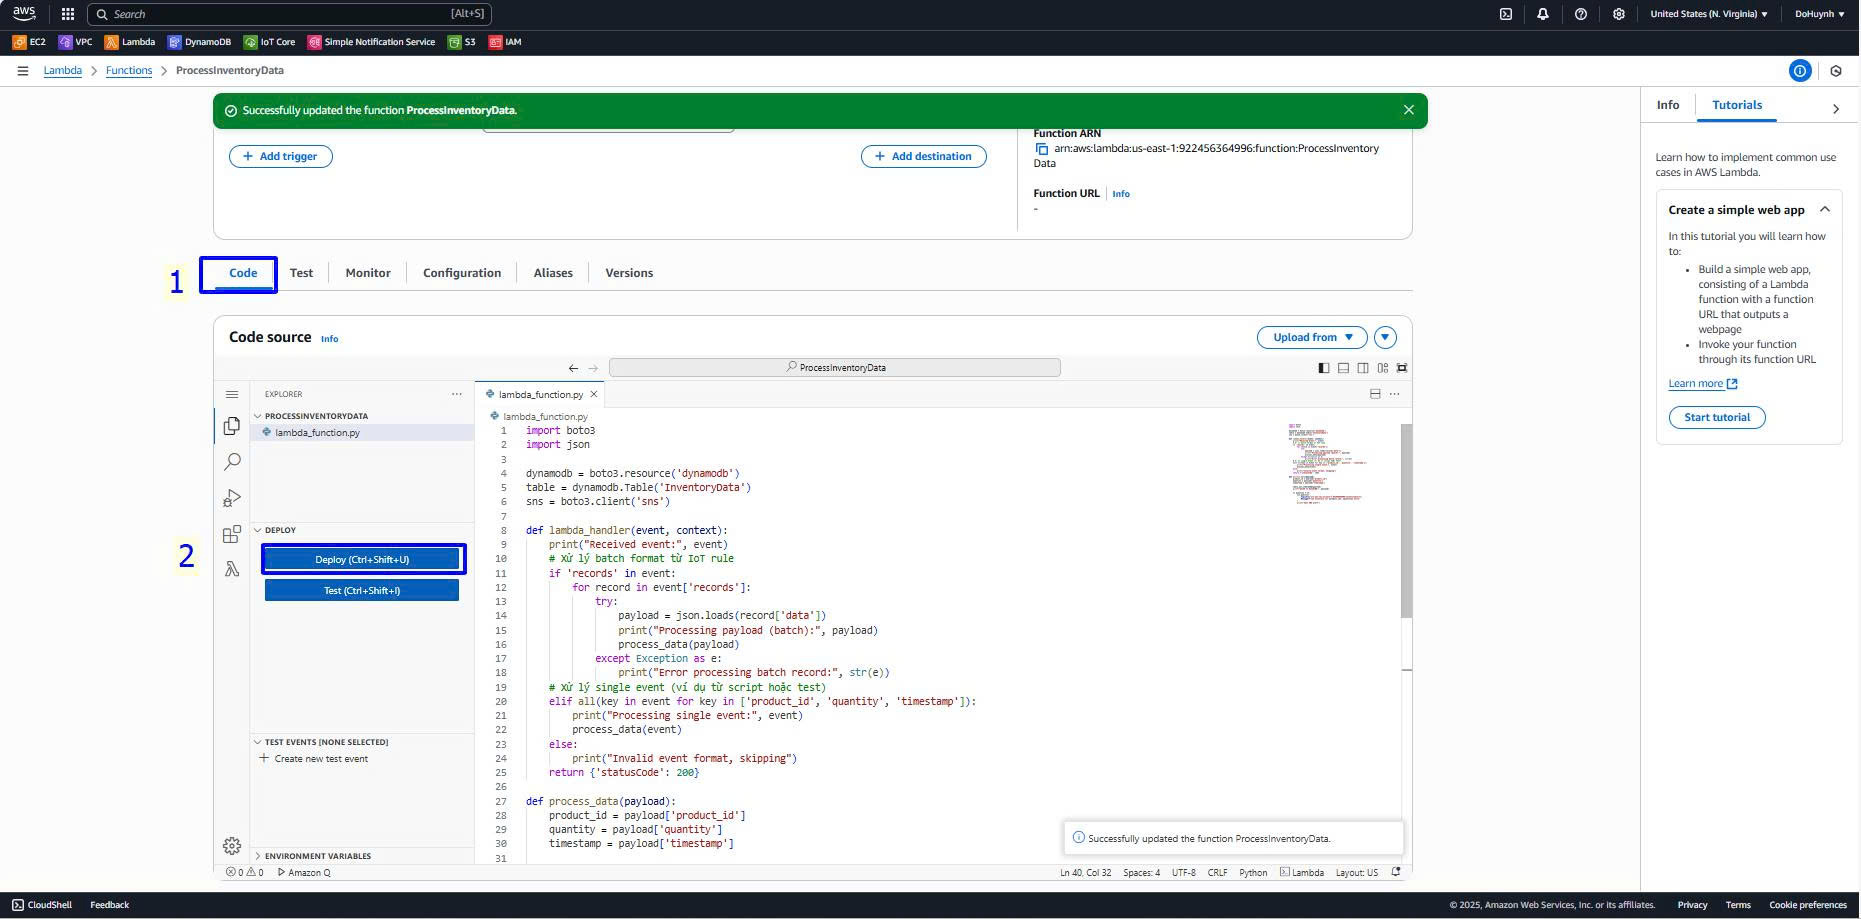 aws
Search
[Alt+S]
United States (N. Virginia)
DoHuynh
EC2
VPC
Lambda
DynamoDB
IoT Core
Simple Notification Service
S3
IAM
Lambda > Functions > ProcessInventoryData
Successfully updated the function ProcessInventoryData.
Add trigger
Add destination
Function ARN
arn:aws:lambda:us-east-1:922456364996:function:ProcessInventory
Data
Function URL
Info
-
1
Code
Test
Monitor
Configuration
Aliases
Versions
Code source
Info
Upload from
ProcessInventoryData
EXPLORER
PROCESSINVENTORYDATA
lambda_function.py
DEPLOY
2
Deploy (Ctrl+Shift+U)
Test (Ctrl+Shift+I)
TEST EVENTS [NONE SELECTED]
Create new test event
ENVIRONMENT VARIABLES
lambda_function.py
lambda_function.py
1 import boto3
2 import json
3
4 dynamodb = boto3.resource('dynamodb')
5 table = dynamodb.Table('InventoryData')
6 sns = boto3.client('sns')
7
8 def lambda_handler(event, context):
9 print("Received event:", event)
10 # Xử lý batch format từ IoT rule
11 if 'records' in event:
12 for record in event['records']:
13 try:
14 payload = json.loads(record['data'])
15 print("Processing payload (batch):", payload)
16 process_data(payload)
17 except Exception as e:
18 print("Error processing batch record:", str(e))
19 # Xử lý single event (ví dụ từ script hoặc test)
20 elif all(key in event for key in ['product_id', 'quantity', 'timestamp']):
21 print("Processing single event:", event)
22 process_data(event)
23 else:
24 print("Invalid event format, skipping")
25 return {'statusCode': 200}
26
27 def process_data(payload):
28 product_id = payload['product_id']
29 quantity = payload['quantity']
30 timestamp = payload['timestamp']
31
Successfully updated the function ProcessInventoryData.
0 0
Amazon Q
Ln 40, Col 32
Spaces: 4
UTF-8
CRLF
Python
Lambda
Layout: US
Info
Tutorials
Learn how to implement common use
cases in AWS Lambda.
Create a simple web app
In this tutorial you will learn how
to:
• Build a simple web app,
consisting of a Lambda
function with a function
URL that outputs a
webpage
• Invoke your function
through its function URL
Learn more
Start tutorial
CloudShell
Feedback
© 2025, Amazon Web Services, Inc. or its affiliates.
Privacy
Terms
Cookie preferences